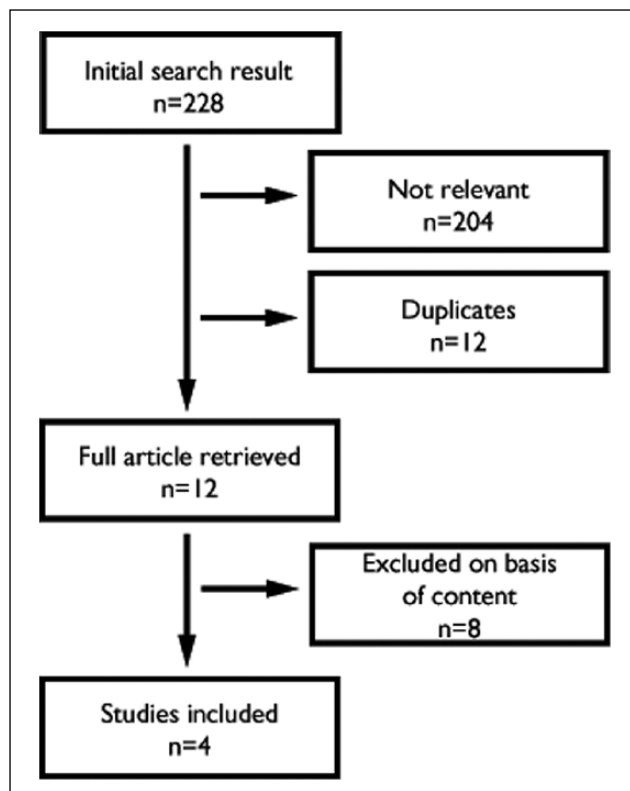 Initial search result
n=228
Not relevant
n=204
Duplicates
n=12
Full article retrieved
n=12
Excluded on basis
of content
n=8
Studies included
n=4